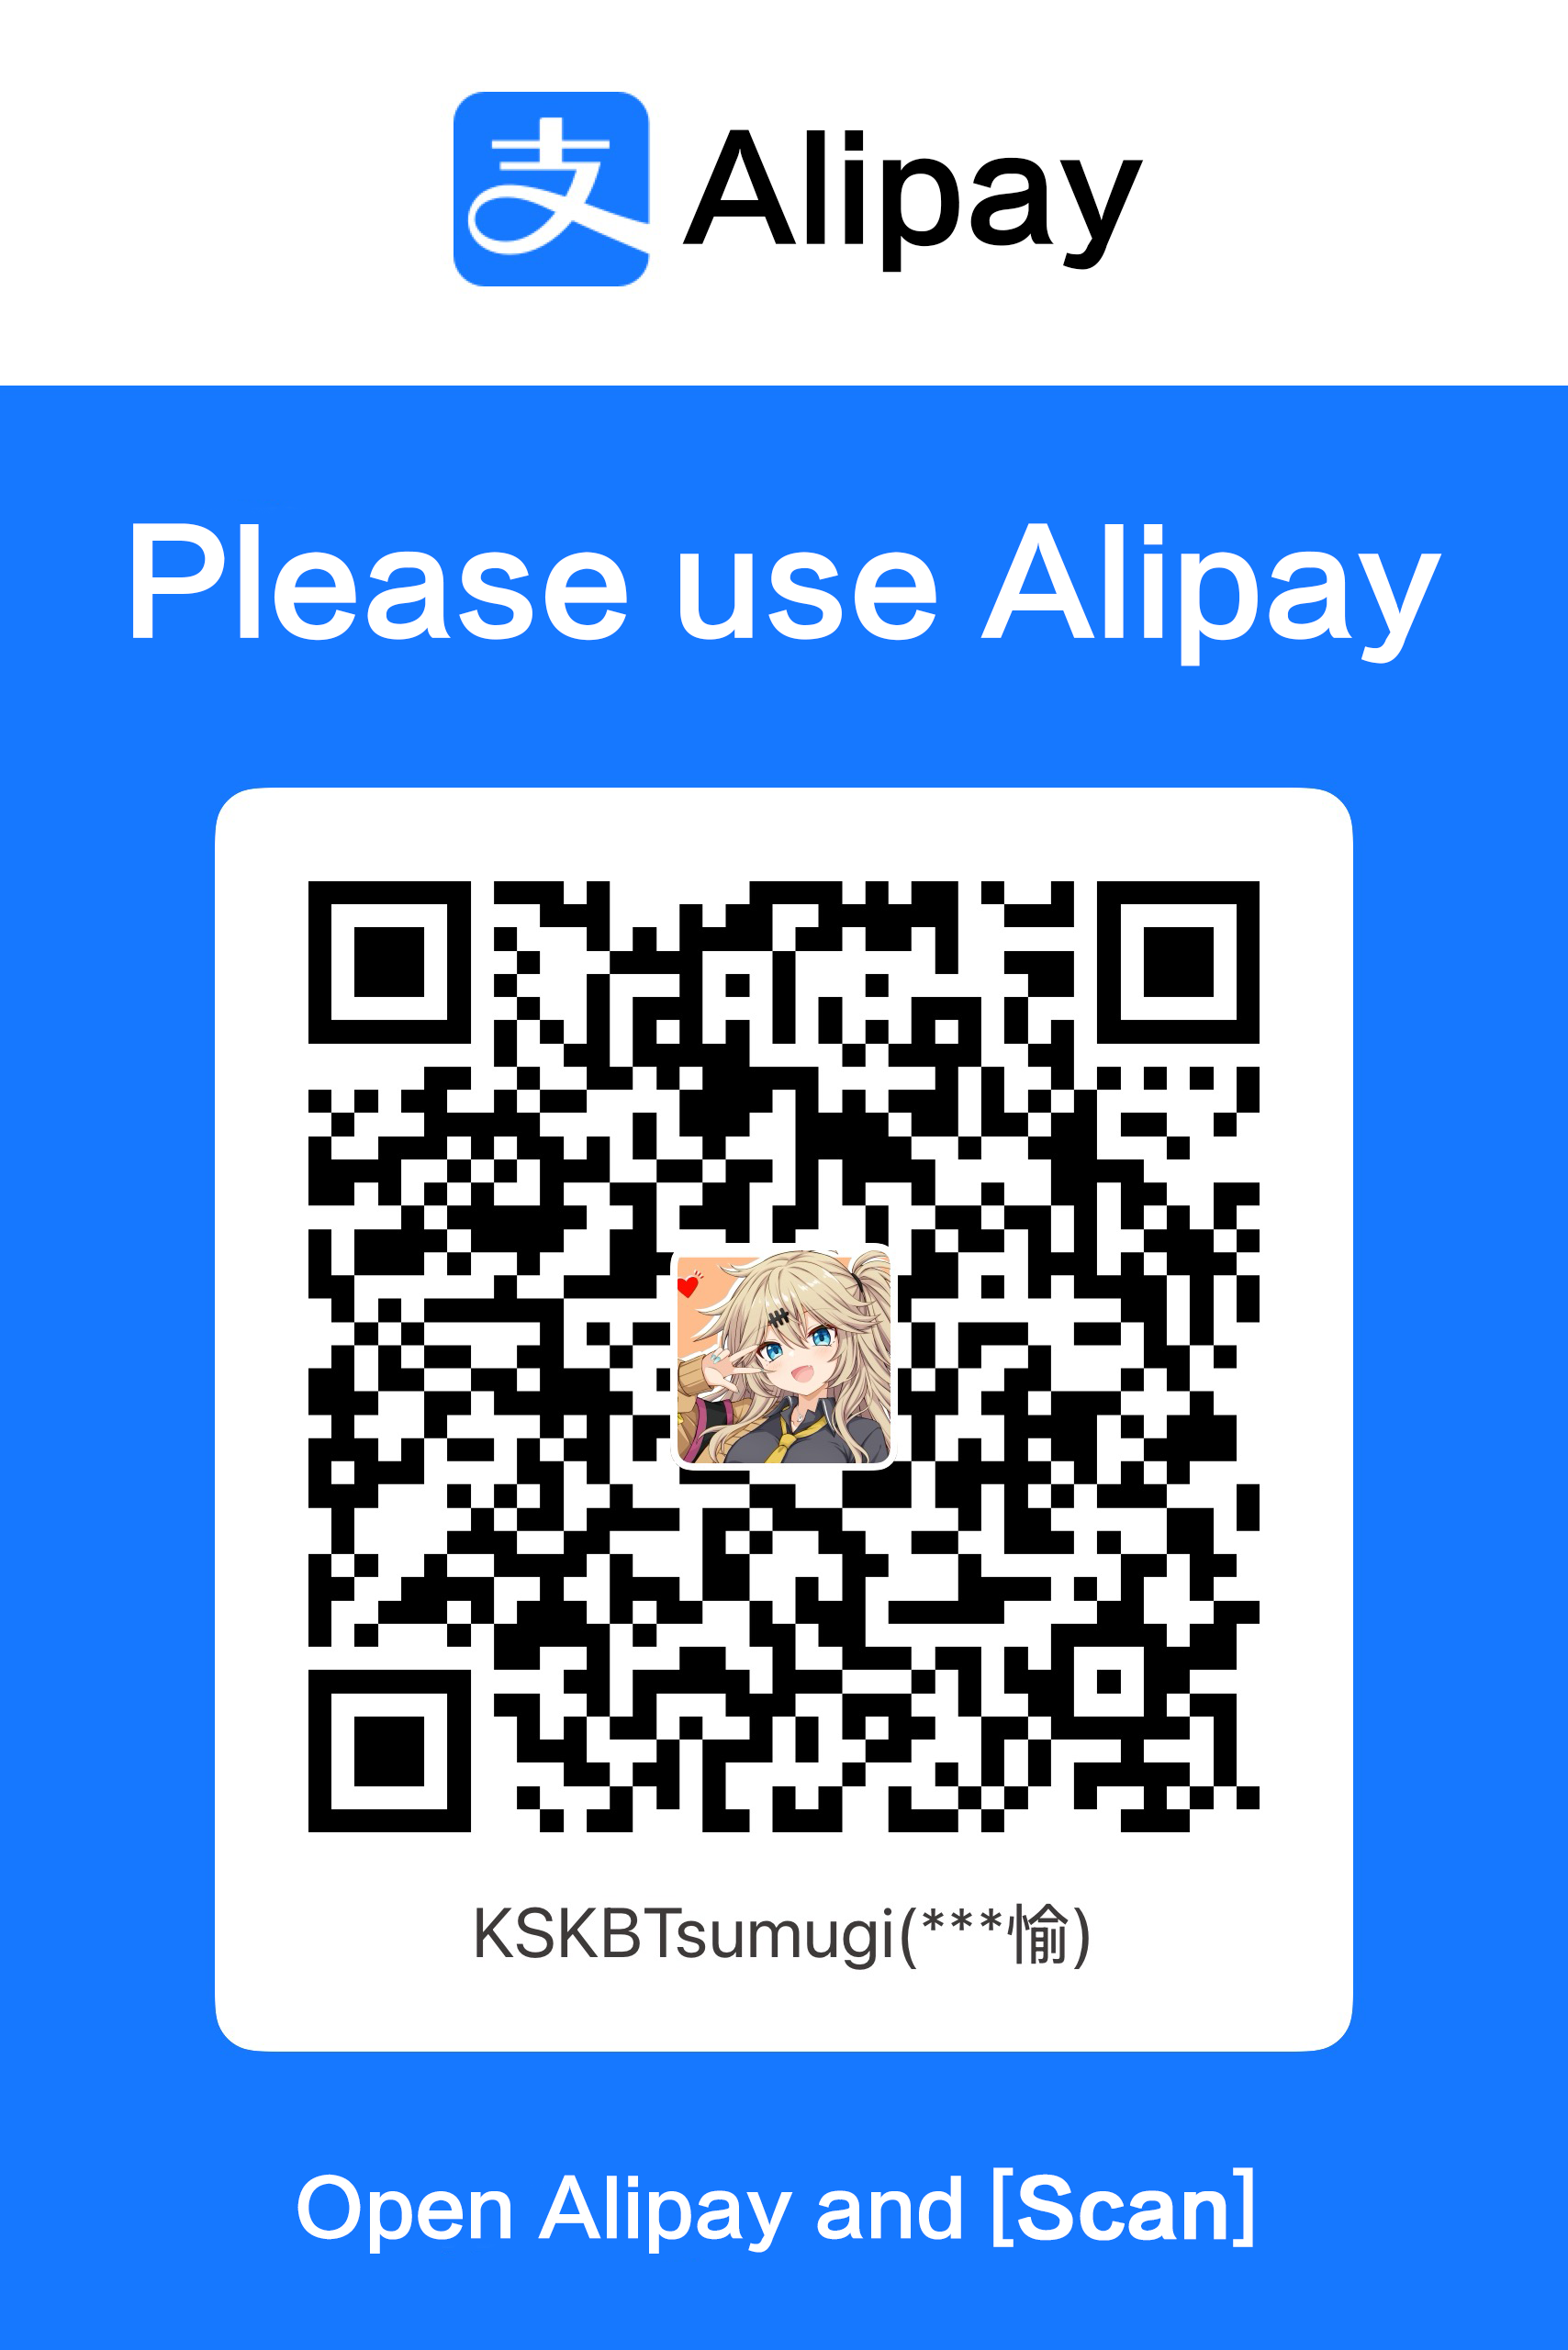 支 Alipay
Please use Alipay
KSKBTsumugi(***愉)
Open Alipay and [Scan]